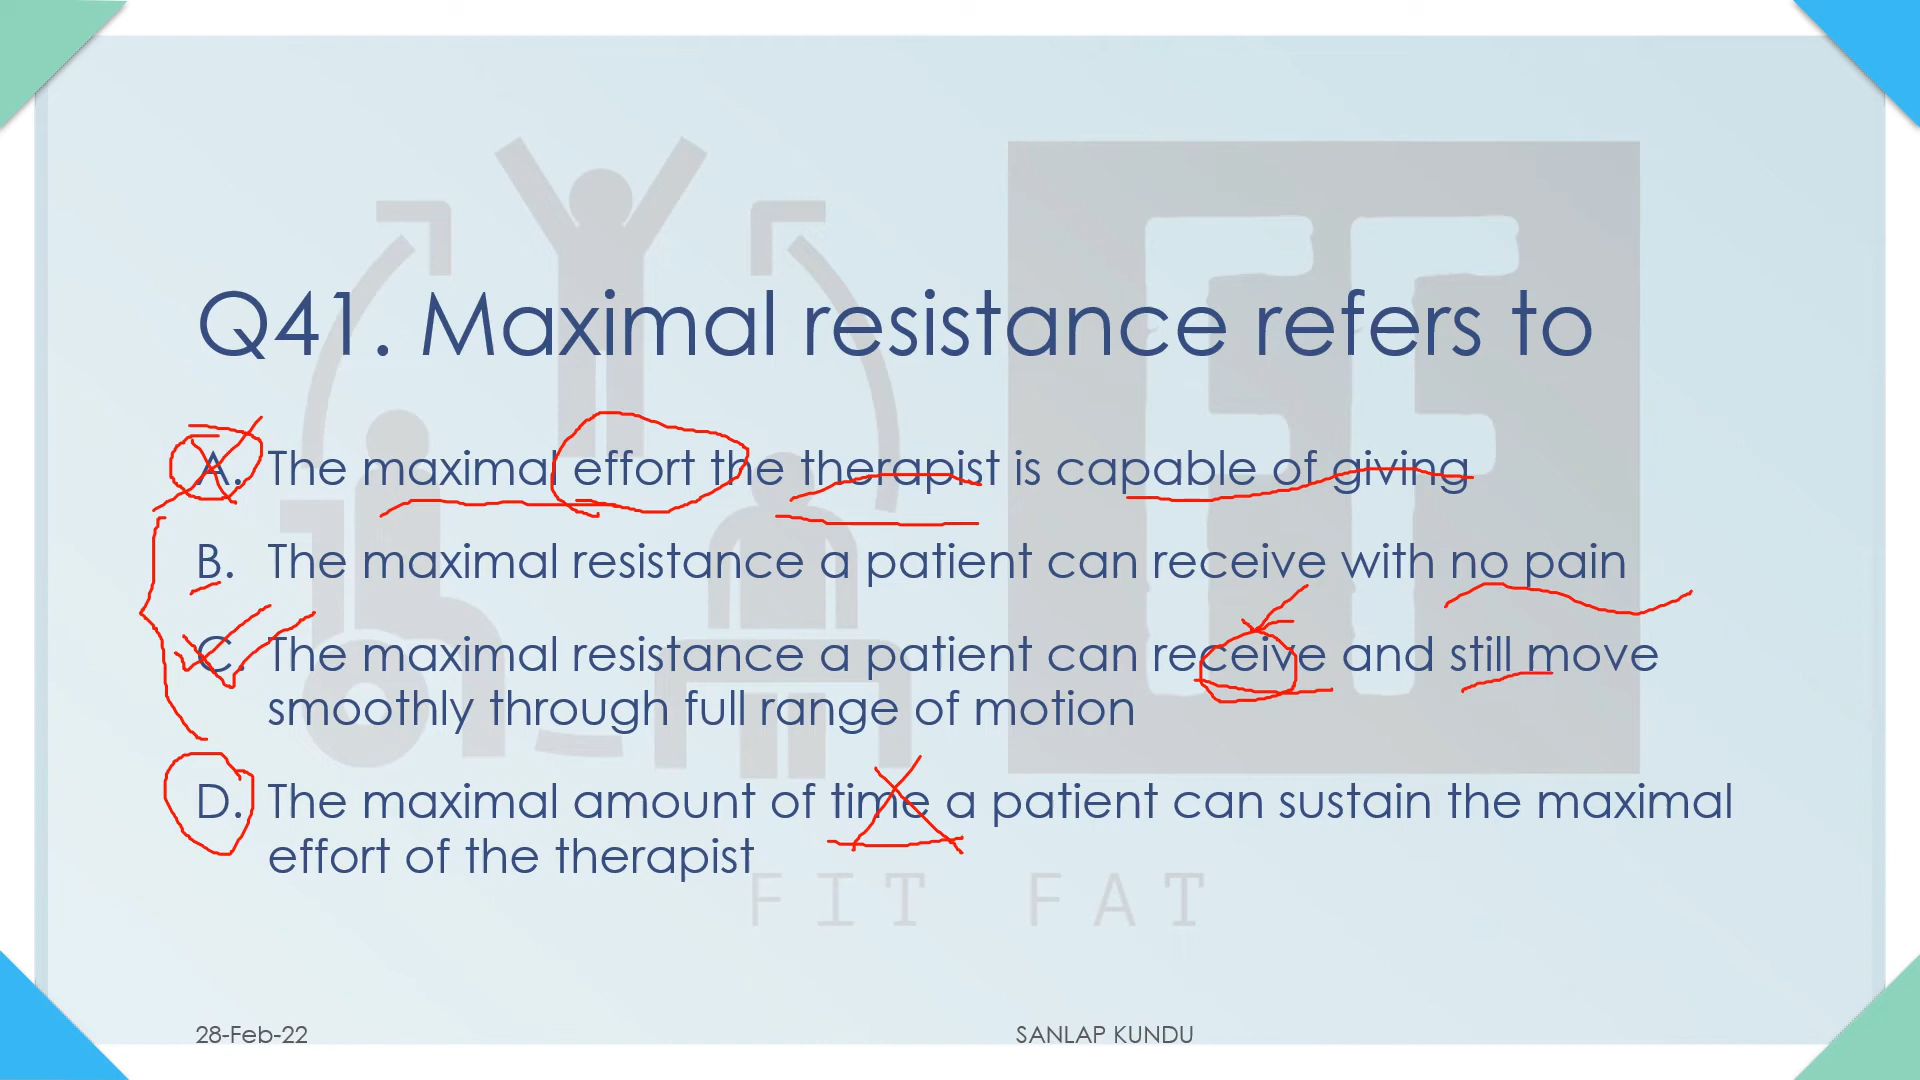 Q41. Maximal resistance refers to
A. The maximal effort the therapist is capable of giving
B. The maximal resistance a patient can receive with no pain
C. The maximal resistance a patient can receive and still move
smoothly through full range of motion
D. The maximal amount of time a patient can sustain the maximal
effort of the therapist
FF
FIT FAT
28-Feb-22
SANLAP KUNDU